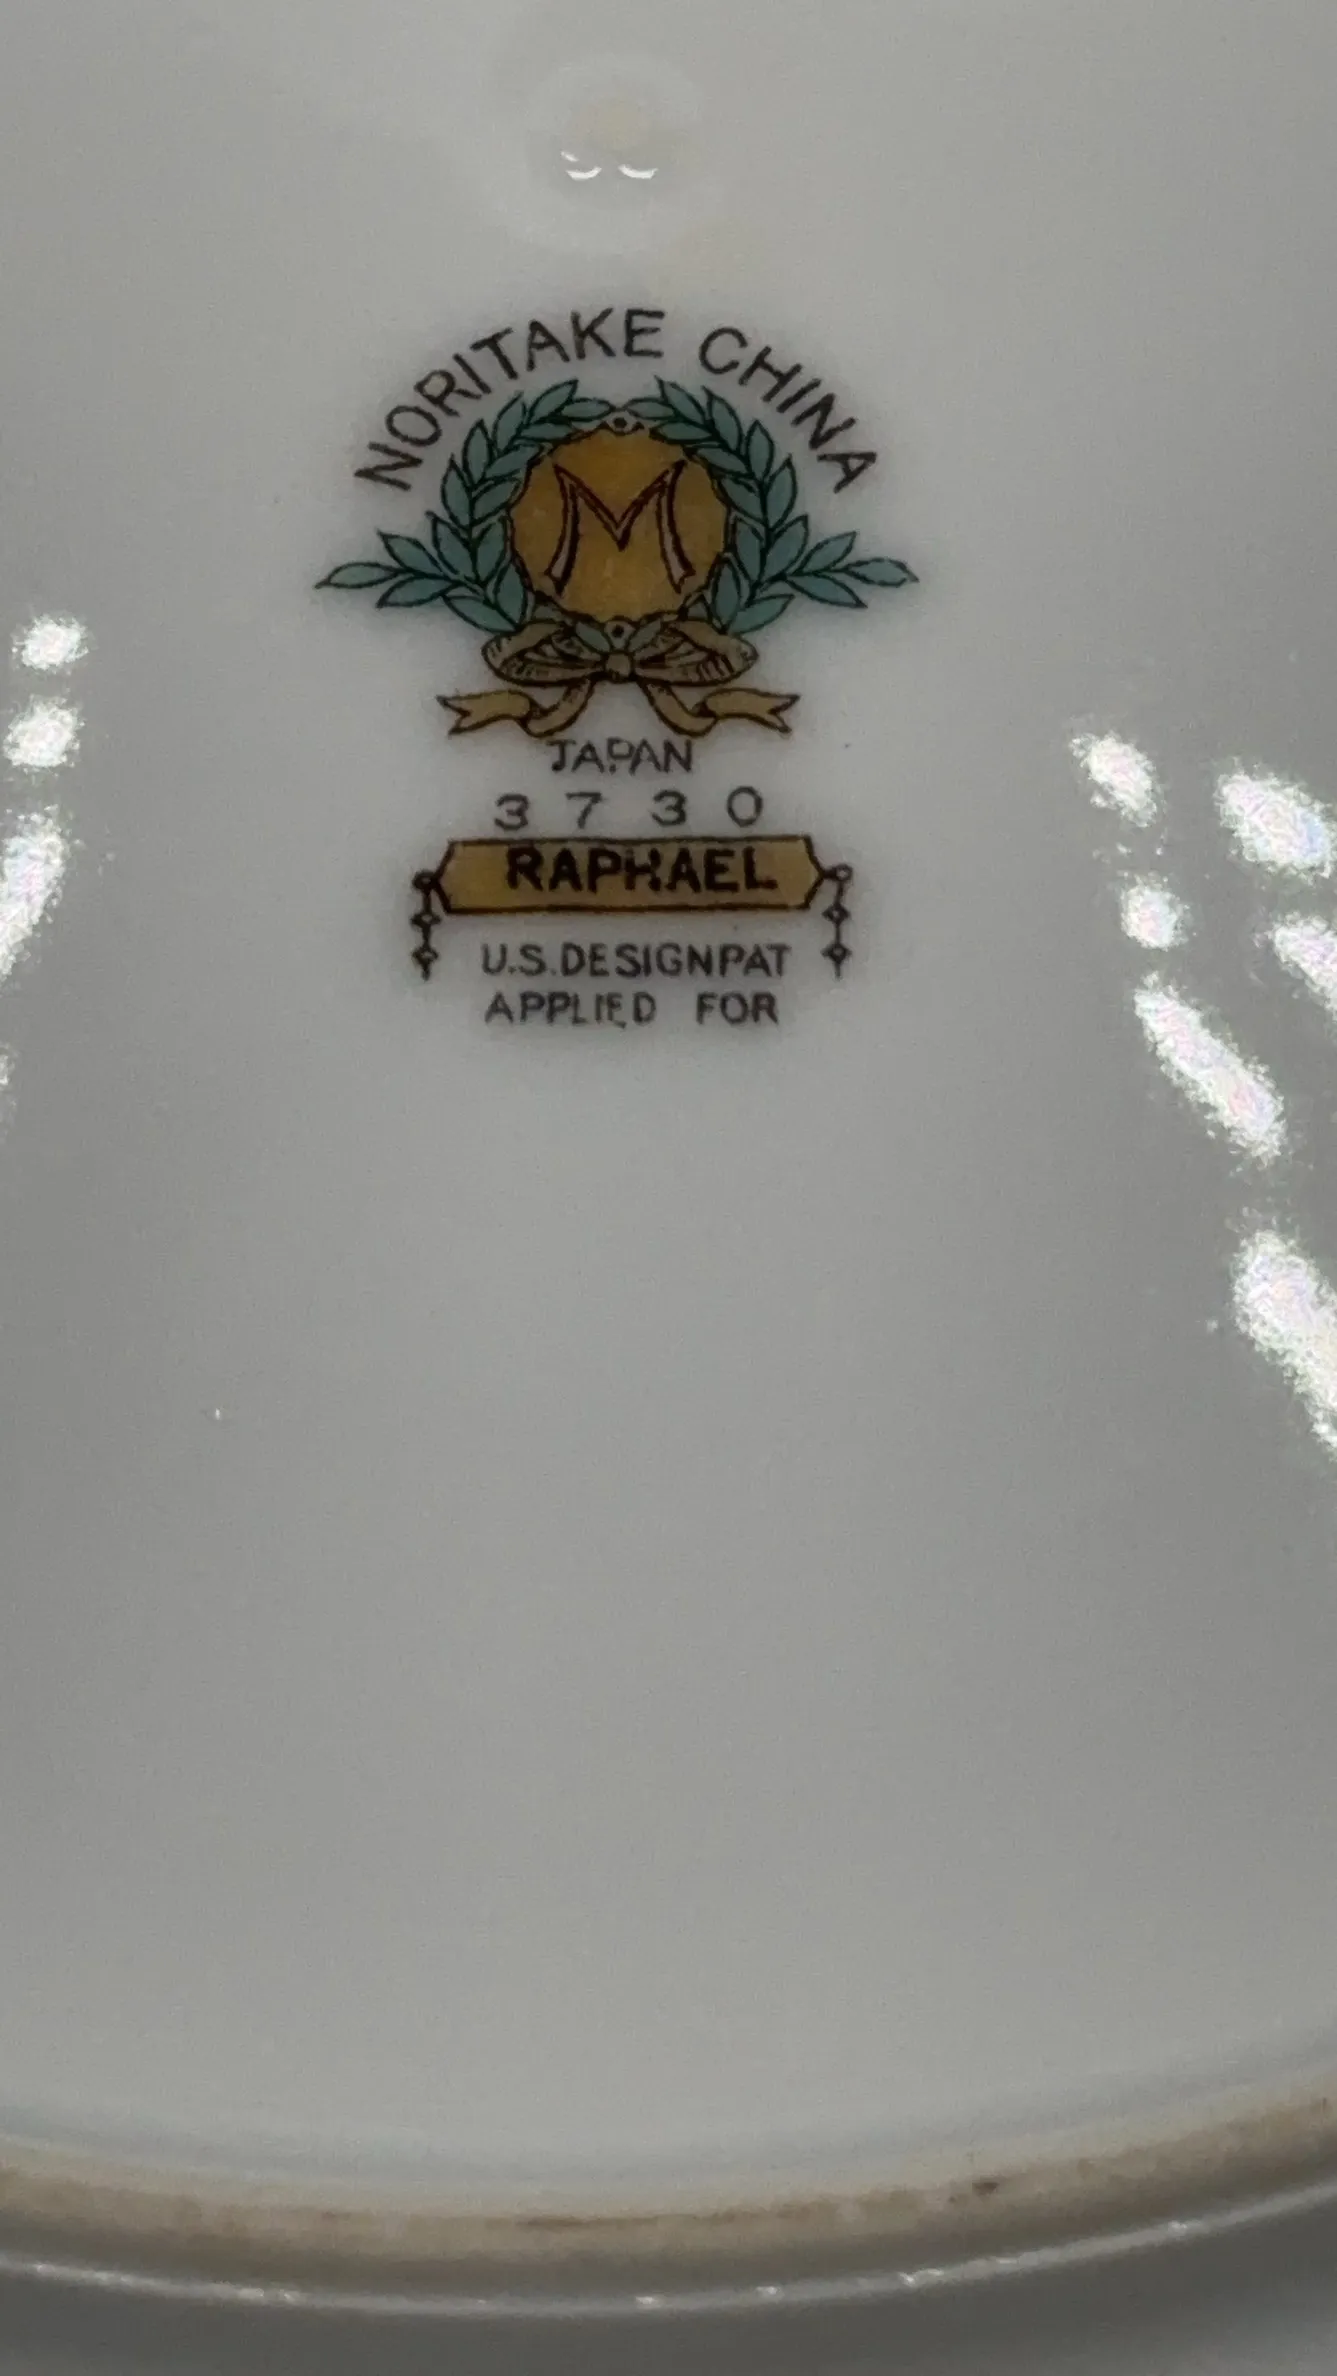 NORITAKE CHINA
M
JAPAN
3730
RAPHAEL
U.S.DESIGNPAT
APPLIED FOR